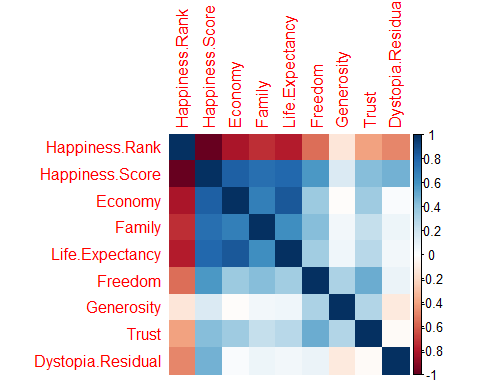 Happiness.Rank
Happiness.Score
Economy
Family
Life.Expectancy
Freedom
Generosity
Trust
Dystopia.Residua
Happiness.Rank
Happiness.Score
Economy
Family
Life.Expectancy
Freedom
Generosity
Trust
Dystopia.Residual
1
0.8
0.6
0.4
0.2
0
-0.2
-0.4
-0.6
-0.8
-1